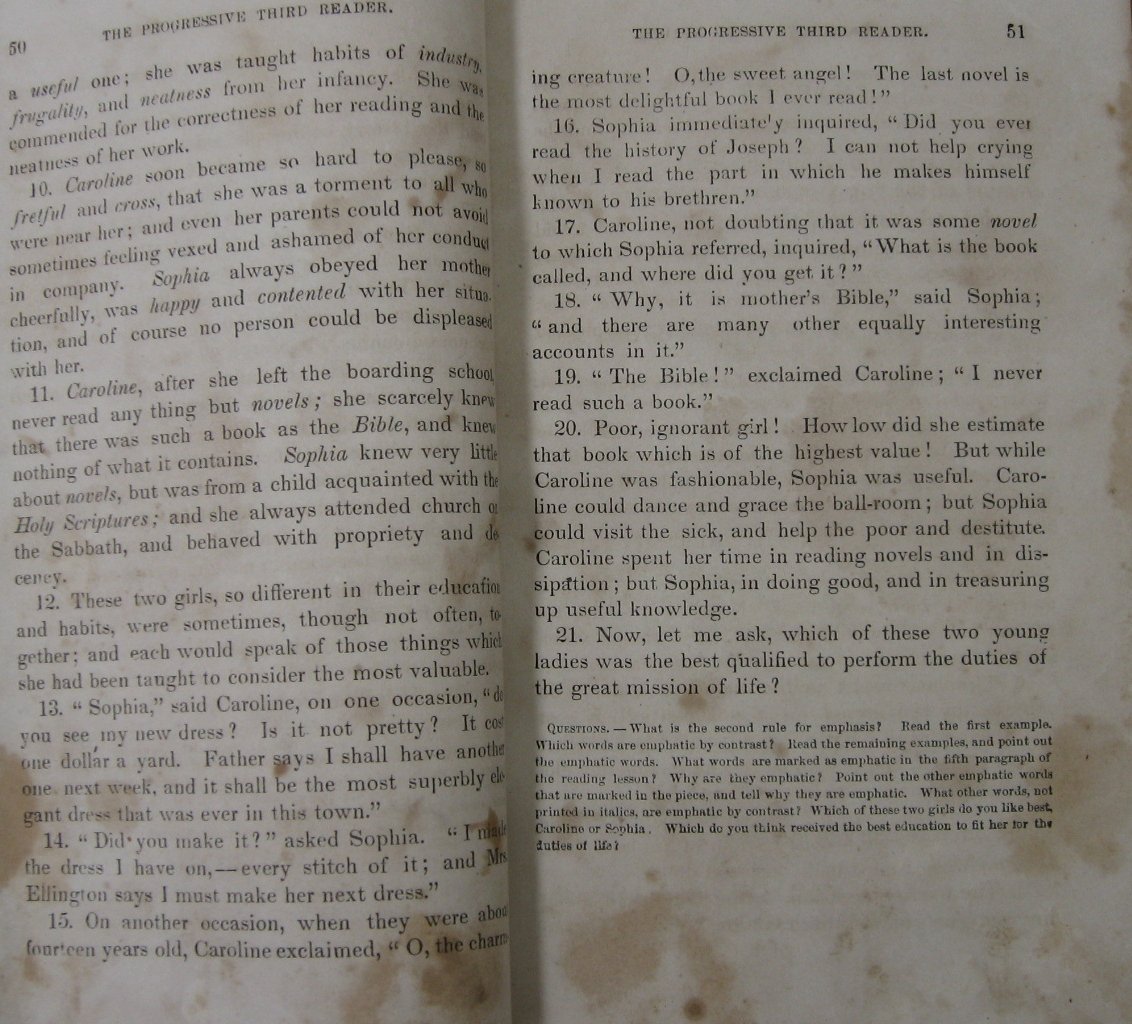 50
THE PROGRESSIVE THIRD READER.
a useful one; she was taught habits of industry,
frugality, and neatness from her infancy. She was
commended for the correctness of her reading and the
neatness of her work.
10. Caroline soon became so hard to please, so
fretful and cross, that she was a torment to all who
were near her; and even her parents could not avoid
sometimes feeling vexed and ashamed of her conduct
in company. Sophia always obeyed her mother
cheerfully, was happy and contented with her situa-
tion, and of course no person could be displeased
with her.
11. Caroline, after she left the boarding school,
never read any thing but novels; she scarcely knew
that there was such a book as the Bible, and knew
nothing of what it contains. Sophia knew very little
about novels, but was from a child acquainted with the
Holy Scriptures; and she always attended church on
the Sabbath, and behaved with propriety and de-
cency.
12. These two girls, so different in their education
and habits, were sometimes, though not often, to-
gether; and each would speak of those things which
she had been taught to consider the most valuable.
13. "Sophia," said Caroline, on one occasion, "do
you see my new dress? Is it not pretty? It cost
one dollar a yard. Father says I shall have another
one next week, and it shall be the most superbly ele-
gant dress that was ever in this town."
14. "Did you make it?" asked Sophia. "I made
the dress I have on,—every stitch of it; and Mrs.
Ellington says I must make her next dress."
15. On another occasion, when they were about
fourteen years old, Caroline exclaimed, "O, the charm-
THE PROGRESSIVE THIRD READER. 51
ing creature! O, the sweet angel! The last novel is
the most delightful book I ever read!"
16. Sophia immediately inquired, "Did you ever
read the history of Joseph? I can not help crying
when I read the part in which he makes himself
known to his brethren."
17. Caroline, not doubting that it was some novel
to which Sophia referred, inquired, "What is the book
called, and where did you get it?"
18. "Why, it is mother's Bible," said Sophia;
"and there are many other equally interesting
accounts in it."
19. "The Bible!" exclaimed Caroline; "I never
read such a book."
20. Poor, ignorant girl! How low did she estimate
that book which is of the highest value! But while
Caroline was fashionable, Sophia was useful. Caro-
line could dance and grace the ball-room; but Sophia
could visit the sick, and help the poor and destitute.
Caroline spent her time in reading novels and in dis-
sipation; but Sophia, in doing good, and in treasuring
up useful knowledge.
21. Now, let me ask, which of these two young
ladies was the best qualified to perform the duties of
the great mission of life?
QUESTIONS.—What is the second rule for emphasis? Read the first example.
Which words are emphatic by contrast? Read the remaining examples, and point out
the emphatic words. What words are marked as emphatic in the fifth paragraph of
the reading lesson? Why are they emphatic? Point out the other emphatic words
that are marked in the piece, and tell why they are emphatic. What other words, not
printed in italics, are emphatic by contrast? Which of these two girls do you like best,
Caroline or Sophia. Which do you think received the best education to fit her for the
duties of life?